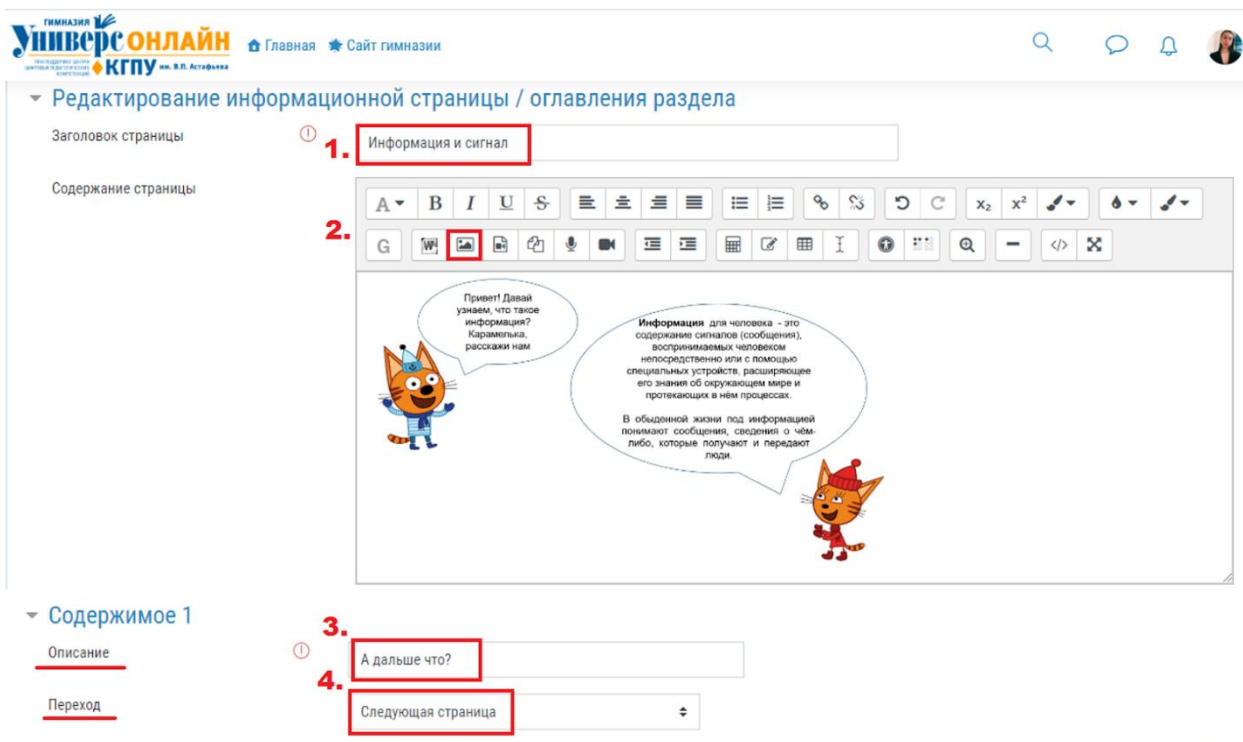 ГИМНАЗИЯ
Универс ОНЛАЙН
КГПУ им. В.П. Астафьева
Главная Сайт гимназии
Редактирование информационной страницы / оглавления раздела
Заголовок страницы
1. Информация и сигнал
Содержание страницы
2.
Привет! Давай
узнаем, что такое
информация?
Карамелька,
расскажи нам
Информация для человека - это
содержание сигналов (сообщения),
воспринимаемых человеком
непосредственно или с помощью
специальных устройств, расширяющее
его знания об окружающем мире и
протекающих в нём процессах.
В обыденной жизни под информацией
понимают сообщения, сведения о чём-
либо, которые получают и передают
люди.
Содержимое 1
3.
Описание
А дальше что?
4.
Переход
Следующая страница